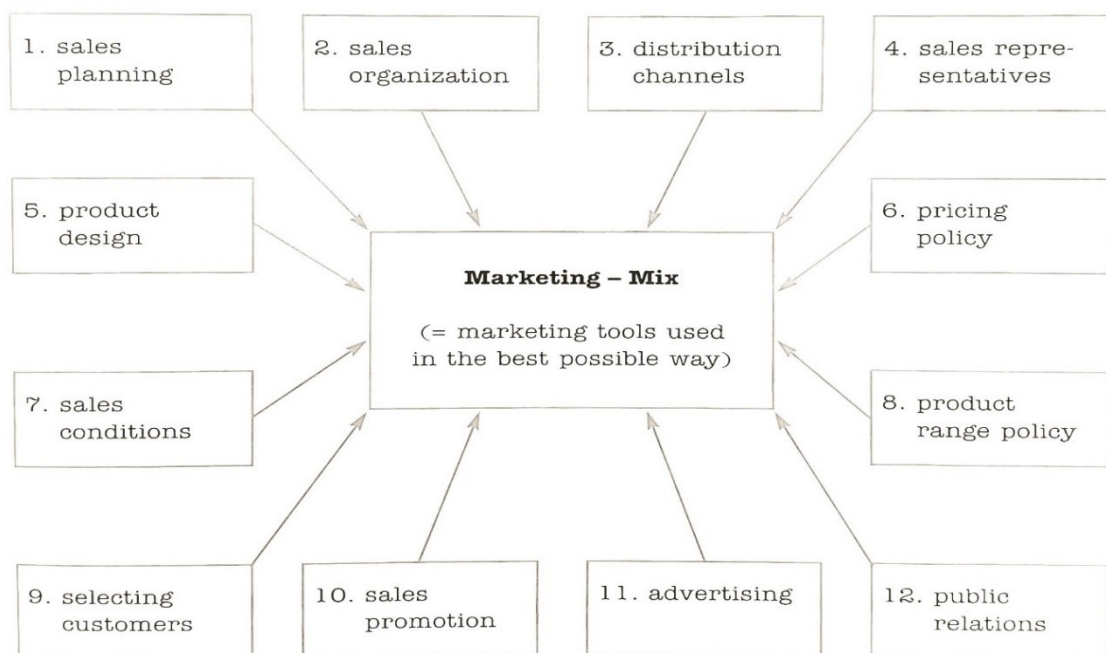 1. sales
planning
2. sales
organization
3. distribution
channels
4. sales repre-
sentatives
5. product
design
6. pricing
policy
Marketing – Mix
(= marketing tools used
in the best possible way)
7. sales
conditions
8. product
range policy
9. selecting
customers
10. sales
promotion
11. advertising
12. public
relations